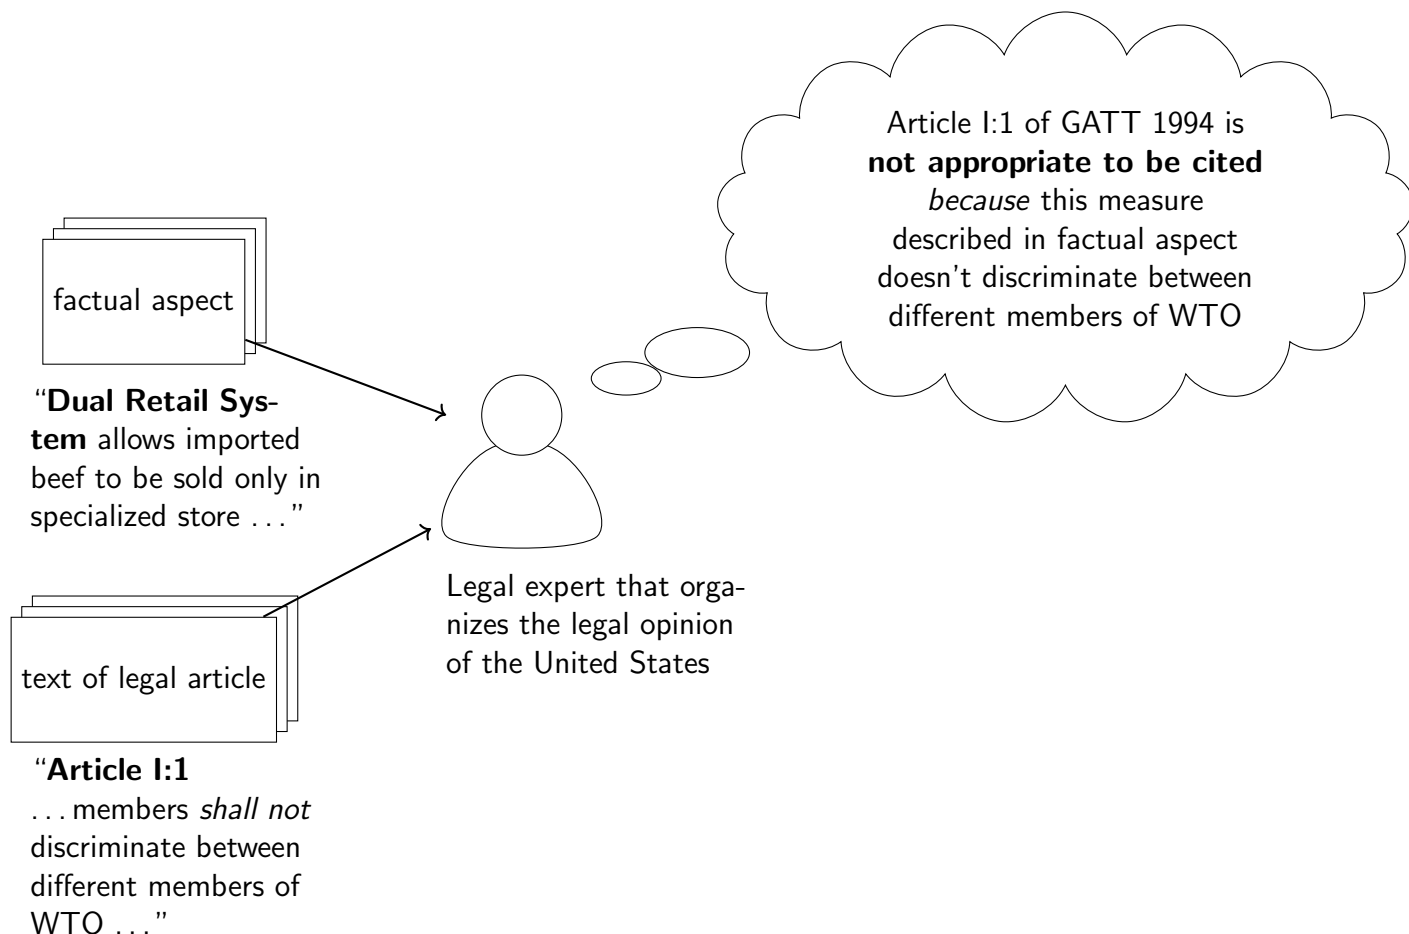 factual aspect
“Dual Retail Sys-
tem allows imported
beef to be sold only in
specialized store ...”
text of legal article
“Article I:1
...members shall not
discriminate between
different members of
WTO ...”
Legal expert that orga-
nizes the legal opinion
of the United States
Article I:1 of GATT 1994 is
not appropriate to be cited
because this measure
described in factual aspect
doesn't discriminate between
different members of WTO